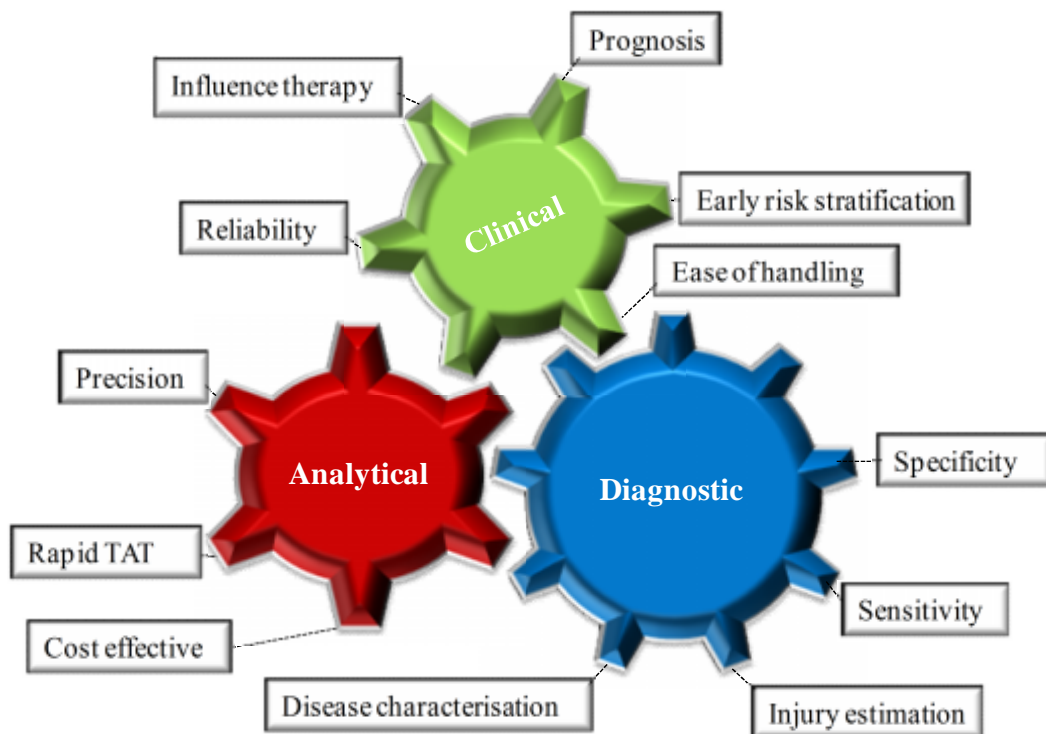 Prognosis
Influence therapy
Early risk stratification
Clinical
Reliability
Ease of handling
Precision
Specificity
Analytical
Diagnostic
Rapid TAT
Sensitivity
Cost effective
Disease characterisation
Injury estimation